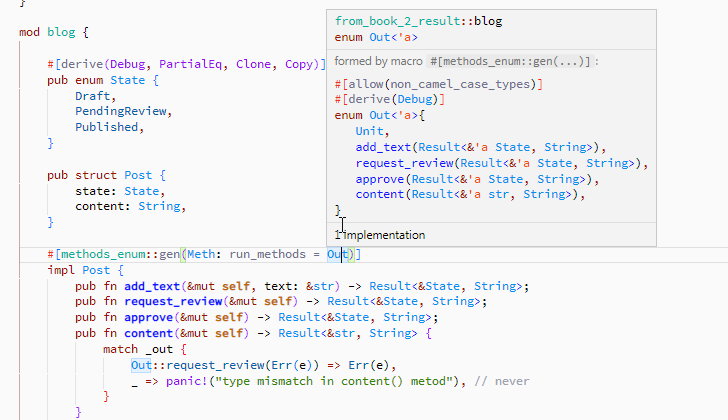 }
mod blog {
#[derive(Debug, PartialEq, Clone, Copy)]
pub enum State {
Draft,
PendingReview,
Published,
}
pub struct Post {
state: State,
content: String,
}
from_book_2_result::blog
enum Out<'a>
formed by macro #[methods_enum::gen(...)]:
#[allow(non_camel_case_types)]
#[derive(Debug)]
enum Out<'a>{
Unit,
add_text(Result<&'a State, String>),
request_review(Result<&'a State, String>),
approve(Result<&'a State, String>),
content(Result<&'a str, String>),
}
1 implementation
#[methods_enum::gen(Meth: run_methods = Out)]
impl Post {
pub fn add_text(&mut self, text: &str) -> Result<&State, String>;
pub fn request_review(&mut self) -> Result<&State, String>;
pub fn approve(&mut self) -> Result<&State, String>;
pub fn content(&mut self) -> Result<&str, String> {
match _out {
Out::request_review(Err(e)) => Err(e),
_ => panic!("type mismatch in content() metod"), // never
}
}